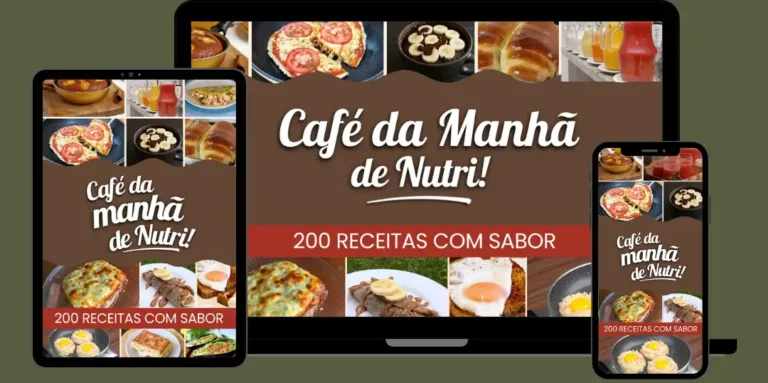 Café da
manhã
de Nutri!
200 RECEITAS COM SABOR
Café da Manhã
de Nutri!
200 RECEITAS COM SABOR
Café da
manhã
de Nutri!
200 RECEITAS COM SABOR